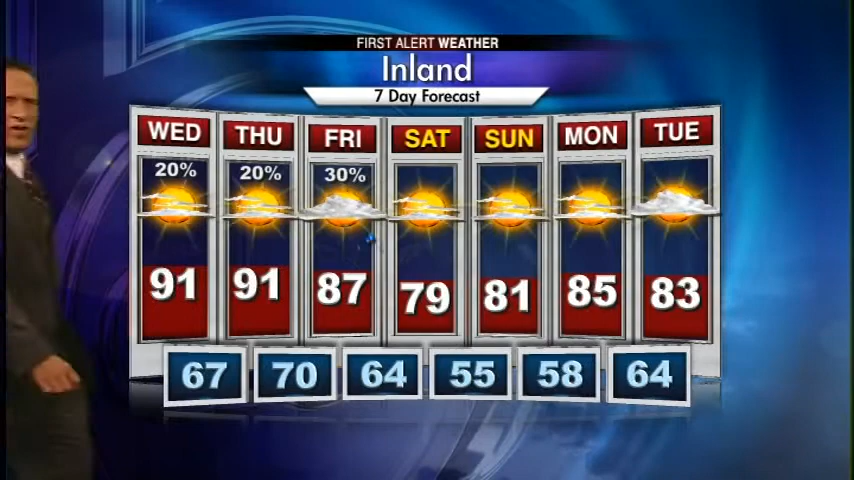 FIRST ALERT WEATHER
Inland
7 Day Forecast
WED THU FRI SAT SUN MON TUE
20% 20% 30%
91 91 87 79 81 85 83
67 70 64 55 58 64